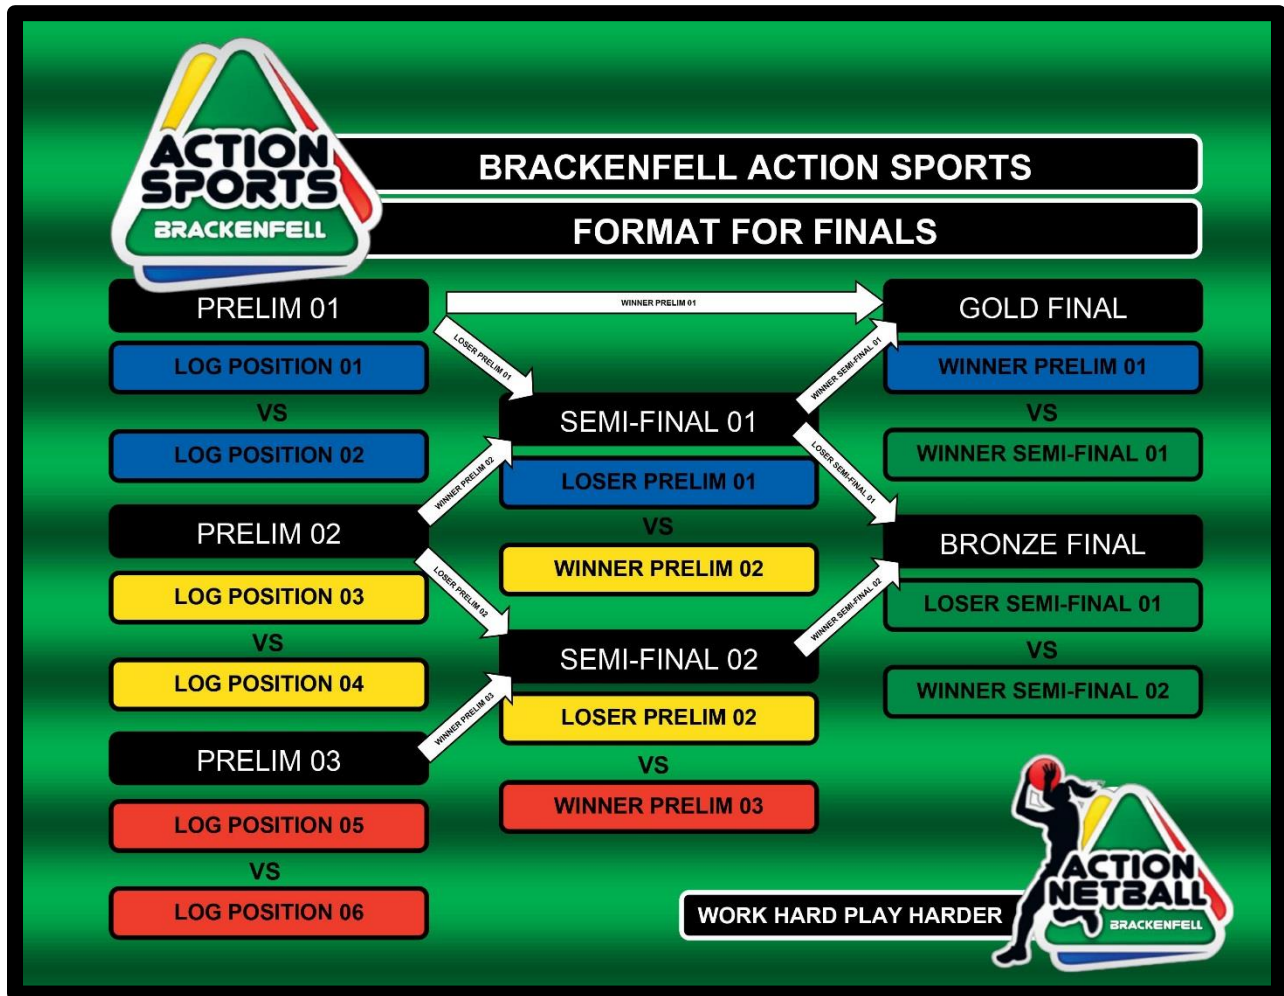 ACTION
SPORTS
BRACKENFELL
BRACKENFELL ACTION SPORTS
FORMAT FOR FINALS
PRELIM 01
LOG POSITION 01
VS
LOG POSITION 02
PRELIM 02
LOG POSITION 03
VS
LOG POSITION 04
PRELIM 03
LOG POSITION 05
VS
LOG POSITION 06
WINNER PRELIM 01
LOSER PRELIM 01
WINNER PRELIM 02
LOSER PRELIM 02
WINNER PRELIM 03
SEMI-FINAL 01
LOSER PRELIM 01
VS
WINNER PRELIM 02
SEMI-FINAL 02
LOSER PRELIM 02
VS
WINNER PRELIM 03
WINNER SEMI-FINAL 01
LOSER SEMI-FINAL 01
WINNER SEMI-FINAL 02
GOLD FINAL
WINNER PRELIM 01
VS
WINNER SEMI-FINAL 01
BRONZE FINAL
LOSER SEMI-FINAL 01
VS
WINNER SEMI-FINAL 02
WORK HARD PLAY HARDER
ACTION
NETBALL
BRACKENFELL